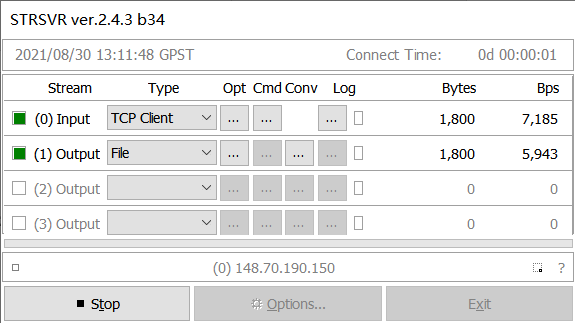 STRSVR ver.2.4.3 b34
2021/08/30 13:11:48 GPST Connect Time: 0d 00:00:01
Stream Type Opt Cmd Conv Log Bytes Bps
(0) Input TCP Client ... ... ... 1,800 7,185
(1) Output File ... ... ... ... 1,800 5,943
(2) Output ... ... ... ... 0 0
(3) Output ... ... ... ... 0 0
(0) 148.70.190.150 ?
Stop Options... Exit